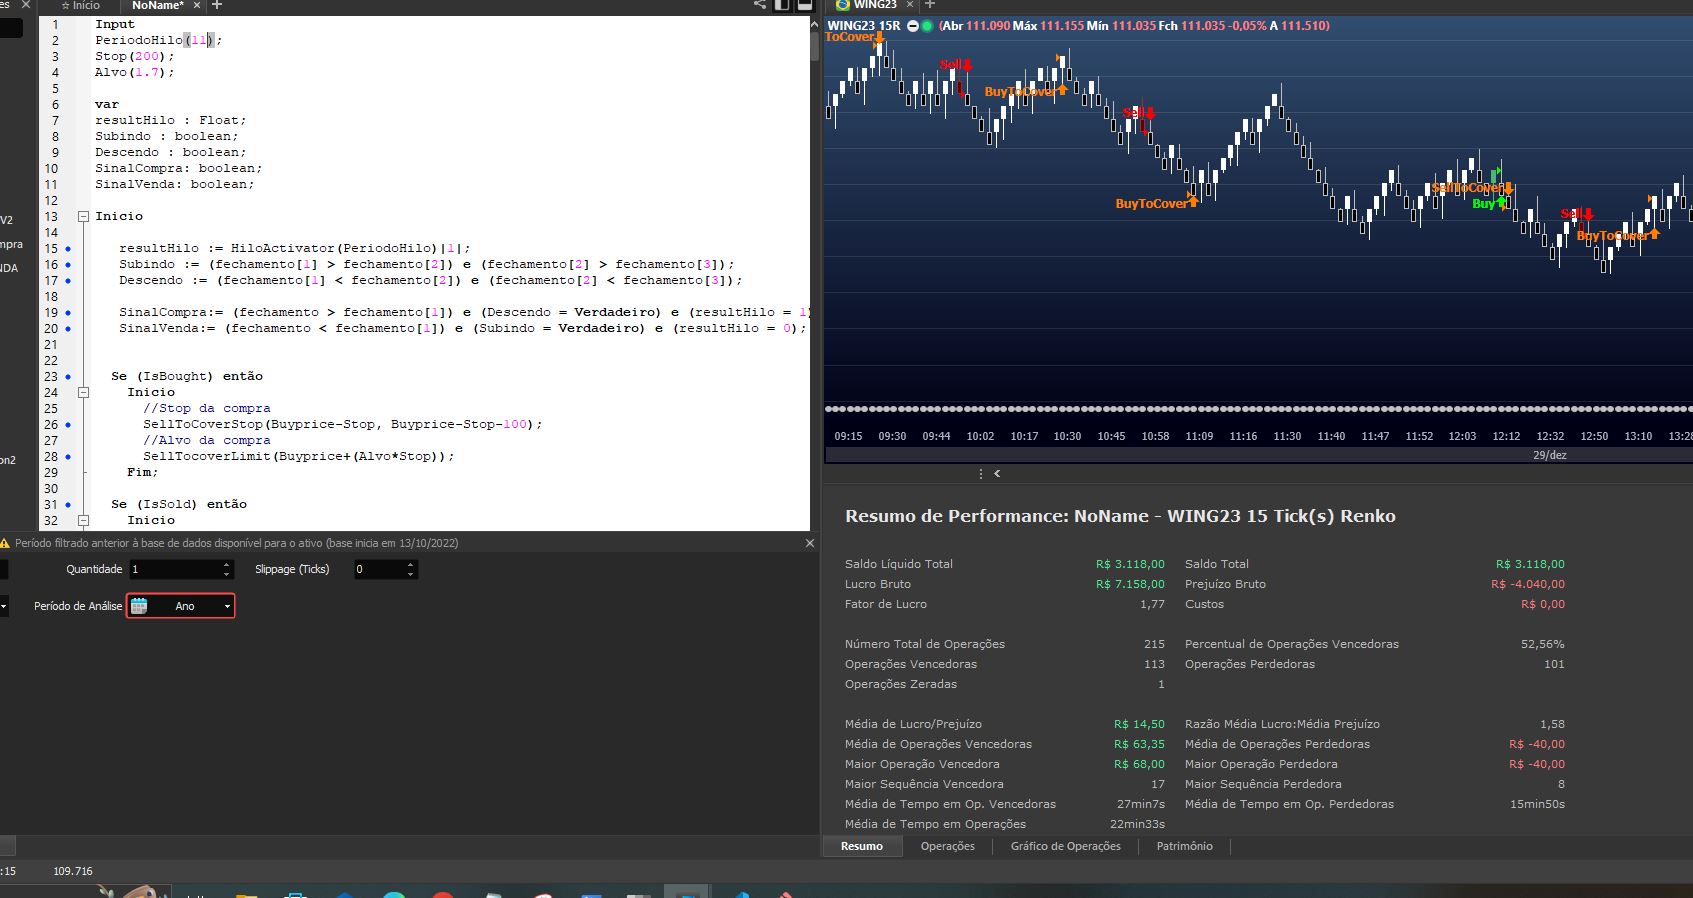 es × ☆ Início NoName* × +
1 Input
2 PeriodoHilo(11);
3 Stop(200);
4 Alvo(1.7);
5
6 var
7 resultHilo : Float;
8 Subindo : boolean;
9 Descendo : boolean;
10 SinalCompra: boolean;
11 SinalVenda: boolean;
12
13 Inicio
14
15 resultHilo := HiloActivator(PeriodoHilo)|1|;
16 Subindo := (fechamento[1] > fechamento[2]) e (fechamento[2] > fechamento[3]);
17 Descendo := (fechamento[1] < fechamento[2]) e (fechamento[2] < fechamento[3]);
18
19 SinalCompra:= (fechamento > fechamento[1]) e (Descendo = Verdadeiro) e (resultHilo = 1)
20 SinalVenda:= (fechamento < fechamento[1]) e (Subindo = Verdadeiro) e (resultHilo = 0);
21
22
23 Se (IsBought) então
24 Inicio
25 //Stop da compra
26 SellToCoverStop(Buyprice-Stop, Buyprice-Stop-100);
27 //Alvo da compra
28 SellTocoverLimit(Buyprice+(Alvo*Stop));
29 Fim;
30
31 Se (IsSold) então
32 Inicio
V2
mpra
NDA
on2
Período filtrado anterior à base de dados disponível para o ativo (base inicia em 13/10/2022) ×
Quantidade 1 Slippage (Ticks) 0
Período de Análise Ano
:15 109.716
WING23 × +
WING23 15R (Abr 111.090 Máx 111.155 Mín 111.035 Fch 111.035 -0,05% A 111.510)
ToCover
Sell
BuyToCover
Sell
BuyToCover
SellToCover
Buy
Sell
BuyToCover
09:15 09:30 09:44 10:02 10:17 10:30 10:45 10:58 11:09 11:16 11:30 11:40 11:47 11:52 12:03 12:12 12:32 12:50 13:10 13:28
29/dez
Resumo de Performance: NoName - WING23 15 Tick(s) Renko
Saldo Líquido Total R$ 3.118,00 Saldo Total R$ 3.118,00
Lucro Bruto R$ 7.158,00 Prejuízo Bruto R$ -4.040,00
Fator de Lucro 1,77 Custos R$ 0,00
Número Total de Operações 215 Percentual de Operações Vencedoras 52,56%
Operações Vencedoras 113 Operações Perdedoras 101
Operações Zeradas 1
Média de Lucro/Prejuízo R$ 14,50 Razão Média Lucro:Média Prejuízo 1,58
Média de Operações Vencedoras R$ 63,35 Média de Operações Perdedoras R$ -40,00
Maior Operação Vencedora R$ 68,00 Maior Operação Perdedora R$ -40,00
Maior Sequência Vencedora 17 Maior Sequência Perdedora 8
Média de Tempo em Op. Vencedoras 27min7s Média de Tempo em Op. Perdedoras 15min50s
Média de Tempo em Operações 22min33s
Resumo Operações Gráfico de Operações Patrimônio